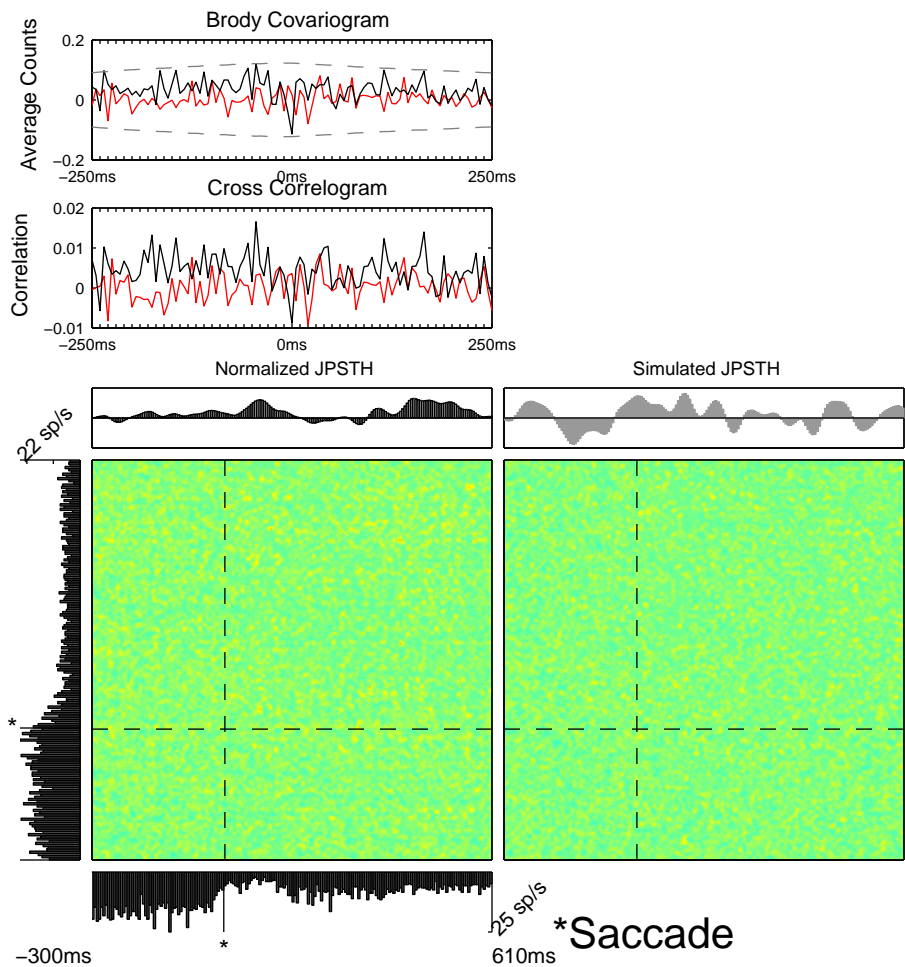 Brody Covariogram
Average Counts
0.2
0
−0.2
−250ms
0ms
250ms
Cross Correlogram
Correlation
0.02
0.01
0
−0.01
−250ms
0ms
250ms
Normalized JPSTH
Simulated JPSTH
22 sp/s
*
*
25 sp/s
*Saccade
−300ms
610ms